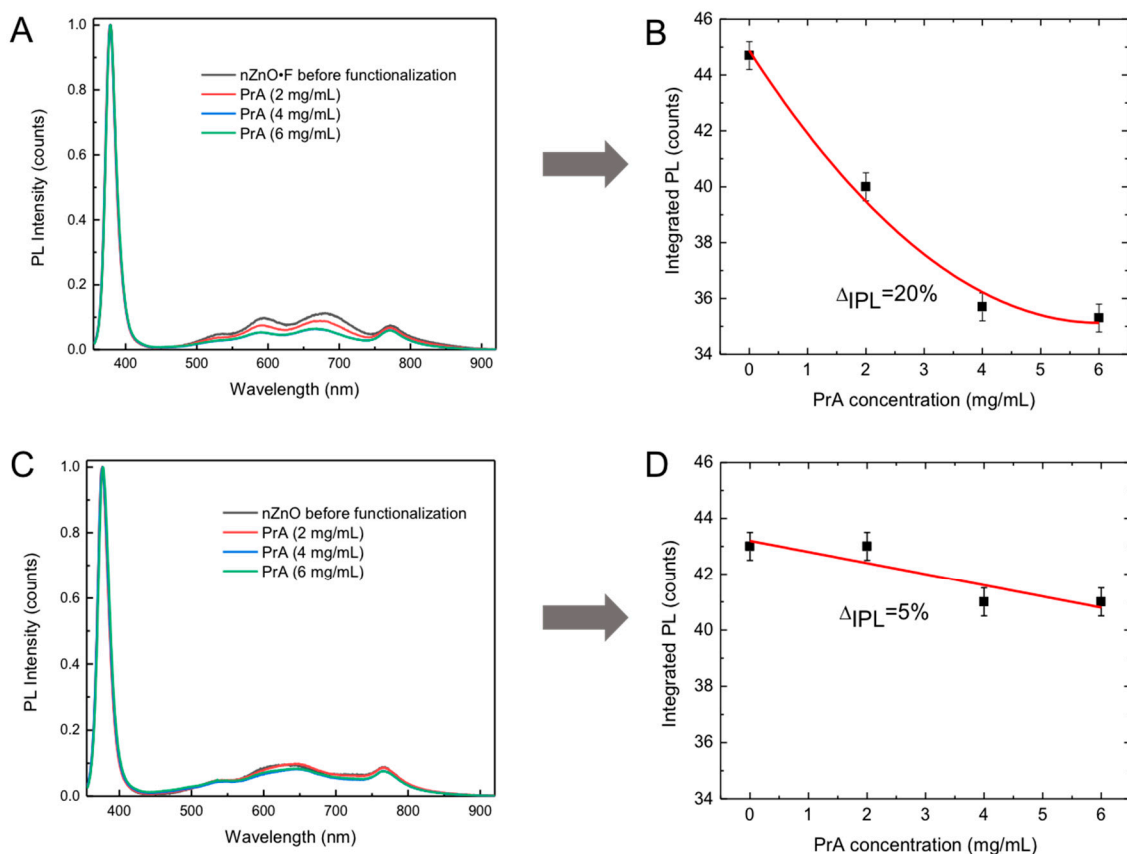 A
PL Intensity (counts)
1.0
0.8
0.6
0.4
0.2
0.0
nZnO•F before functionalization
PrA (2 mg/mL)
PrA (4 mg/mL)
PrA (6 mg/mL)
400 500 600 700 800 900
Wavelength (nm)
B
Integrated PL (counts)
46
44
42
40
38
36
34
ΔIPL=20%
0 1 2 3 4 5 6
PrA concentration (mg/mL)
C
PL Intensity (counts)
1.0
0.8
0.6
0.4
0.2
0.0
nZnO before functionalization
PrA (2 mg/mL)
PrA (4 mg/mL)
PrA (6 mg/mL)
400 500 600 700 800 900
Wavelength (nm)
D
Integrated PL (counts)
46
44
42
40
38
36
34
ΔIPL=5%
0 1 2 3 4 5 6
PrA concentration (mg/mL)